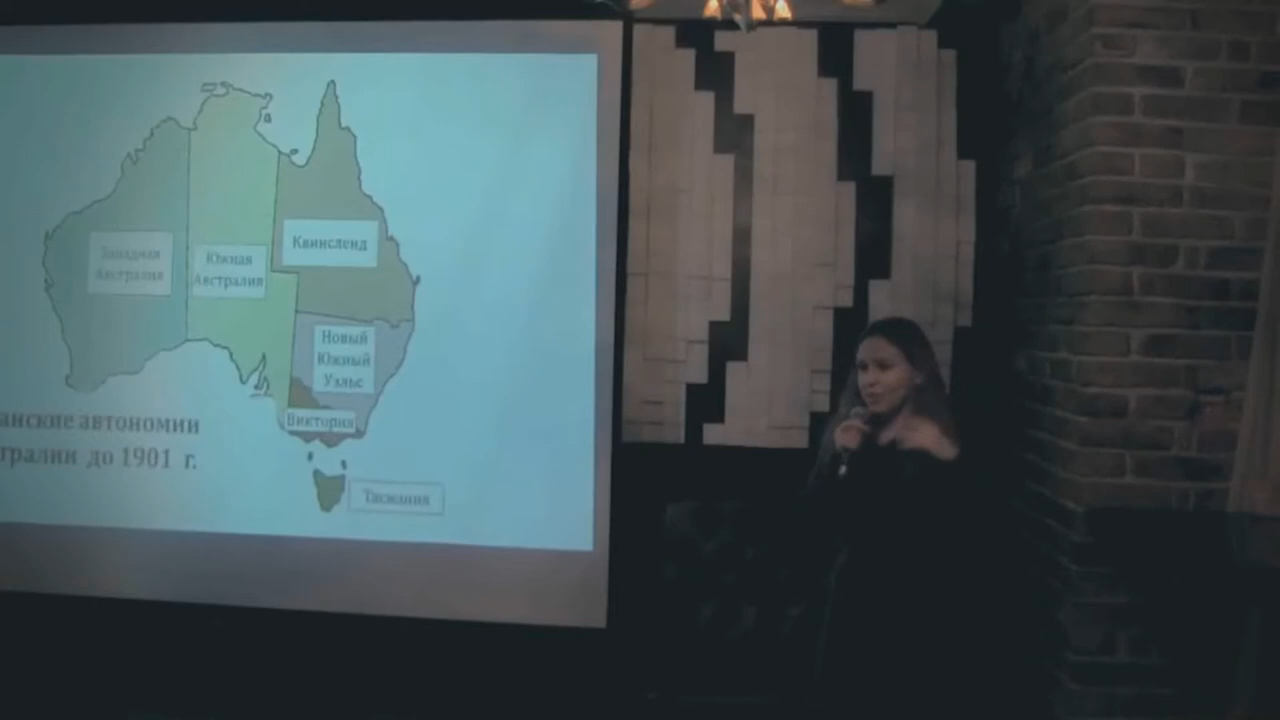 Западная
Австралия
Южная
Австралия
Квинсленд
Новый
Южный
Уэльс
Виктория
Тасмания
анские автономии
тралии до 1901 г.